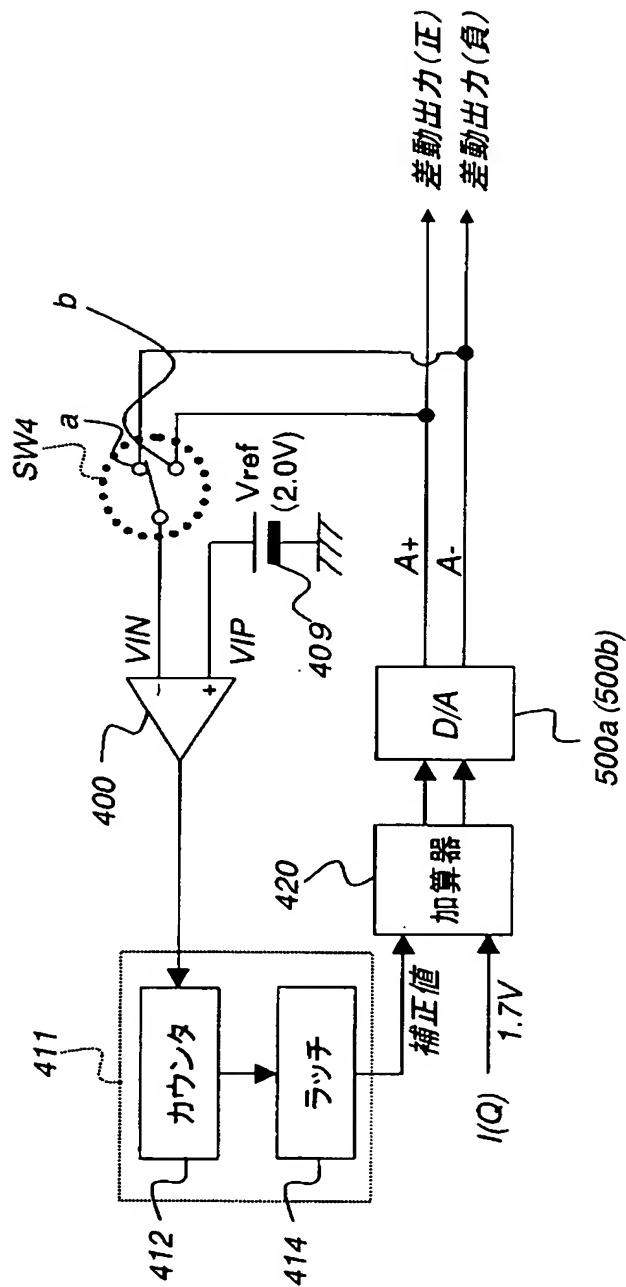 411
412
カウンタ
414
ラッチ
400
VIN
VIP
-
+
SW4
a
b
Vref
(2.0V)
409
補正値
I(Q)
1.7V
420
加算器
D/A
500a (500b)
A+
A-
差動出力(正)
差動出力(負)